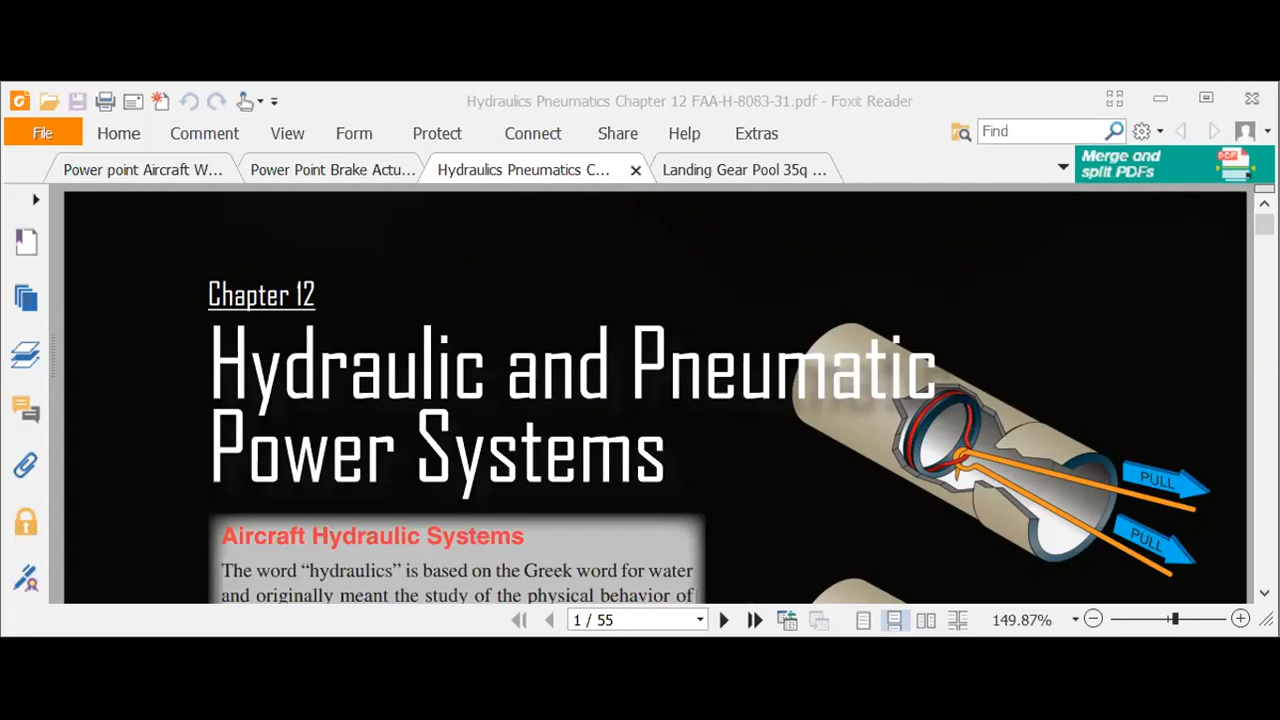 Hydraulics Pneumatics Chapter 12 FAA-H-8083-31.pdf - Foxit Reader
File Home Comment View Form Protect Connect Share Help Extras Find
Power point Aircraft W... Power Point Brake Actu... Hydraulics Pneumatics C... Landing Gear Pool 35q ...
Merge and
split PDFs
PDF
Chapter 12
Hydraulic and Pneumatic
Power Systems
PULL
PULL
Aircraft Hydraulic Systems
The word “hydraulics” is based on the Greek word for water
and originally meant the study of the physical behavior of
1 / 55
149.87%